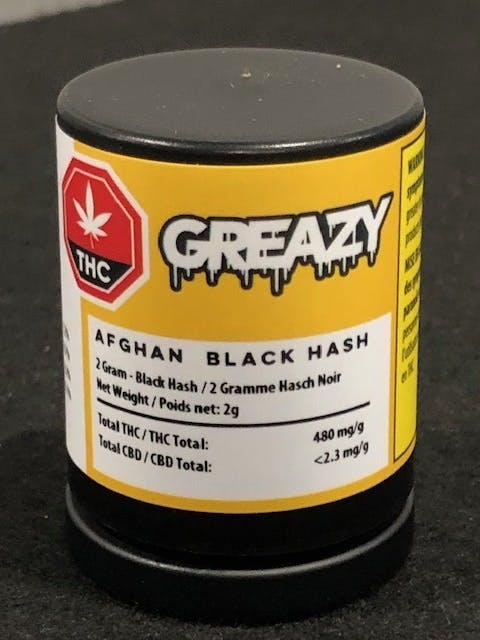 GREAZY
THC
AFGHAN BLACK HASH
2 Gram - Black Hash / 2 Gramme Hasch Noir
Net Weight / Poids net: 2g
Total THC / THC Total: 480 mg/g
Total CBD / CBD Total: <2.3 mg/g